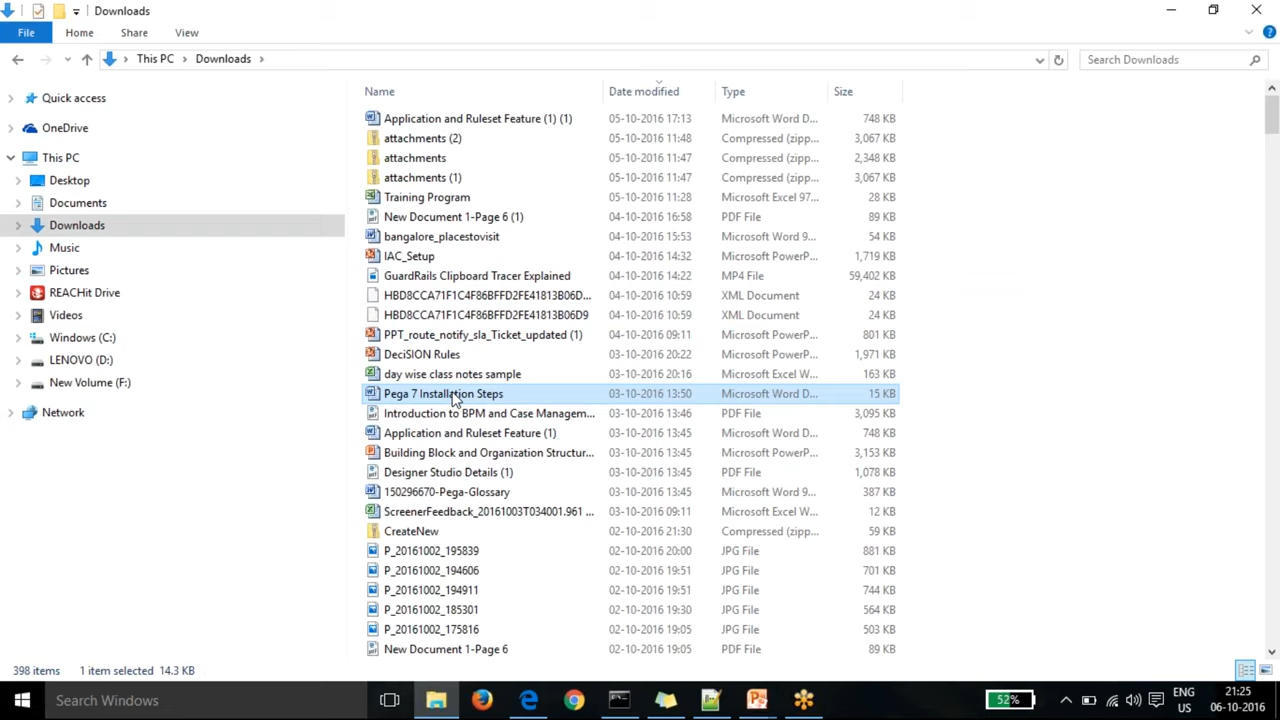 Downloads
File Home Share View
This PC Downloads
Search Downloads
Name Date modified Type Size
Quick access
OneDrive
This PC
Desktop
Documents
Downloads
Music
Pictures
REACHit Drive
Videos
Windows (C:)
LENOVO (D:)
New Volume (F:)
Network
Application and Ruleset Feature (1) (1) 05-10-2016 17:13 Microsoft Word D... 748 KB
attachments (2) 05-10-2016 11:48 Compressed (zipp... 3,067 KB
attachments 05-10-2016 11:47 Compressed (zipp... 2,348 KB
attachments (1) 05-10-2016 11:47 Compressed (zipp... 3,067 KB
Training Program 05-10-2016 11:28 Microsoft Excel 97... 28 KB
New Document 1-Page 6 (1) 04-10-2016 16:58 PDF File 89 KB
bangalore_placestovisit 04-10-2016 15:53 Microsoft Word 9... 54 KB
IAC_Setup 04-10-2016 14:32 Microsoft PowerP... 1,719 KB
GuardRails Clipboard Tracer Explained 04-10-2016 14:22 MP4 File 59,402 KB
HBD8CCA71F1C4F86BFFD2FE41813B06D... 04-10-2016 10:59 XML Document 24 KB
HBD8CCA71F1C4F86BFFD2FE41813B06D9 04-10-2016 10:59 XML Document 24 KB
PPT_route_notify_sla_Ticket_updated (1) 04-10-2016 09:11 Microsoft PowerP... 801 KB
DeciSION Rules 03-10-2016 20:22 Microsoft PowerP... 1,971 KB
day wise class notes sample 03-10-2016 20:16 Microsoft Excel W... 163 KB
Pega 7 Installation Steps 03-10-2016 13:50 Microsoft Word D... 15 KB
Introduction to BPM and Case Managem... 03-10-2016 13:46 PDF File 3,095 KB
Application and Ruleset Feature (1) 03-10-2016 13:45 Microsoft Word D... 748 KB
Building Block and Organization Structur... 03-10-2016 13:45 Microsoft PowerP... 3,153 KB
Designer Studio Details (1) 03-10-2016 13:45 PDF File 1,078 KB
150296670-Pega-Glossary 03-10-2016 13:45 Microsoft Word 9... 387 KB
ScreenerFeedback_20161003T034001.961 ... 03-10-2016 09:11 Microsoft Excel W... 12 KB
CreateNew 02-10-2016 21:30 Compressed (zipp... 59 KB
P_20161002_195839 02-10-2016 20:00 JPG File 881 KB
P_20161002_194606 02-10-2016 19:51 JPG File 701 KB
P_20161002_194911 02-10-2016 19:51 JPG File 744 KB
P_20161002_185301 02-10-2016 19:30 JPG File 564 KB
P_20161002_175816 02-10-2016 19:05 JPG File 503 KB
New Document 1-Page 6 02-10-2016 19:05 PDF File 89 KB
398 items 1 item selected 14.3 KB
Search Windows
52%
ENG
US
21:25
06-10-2016